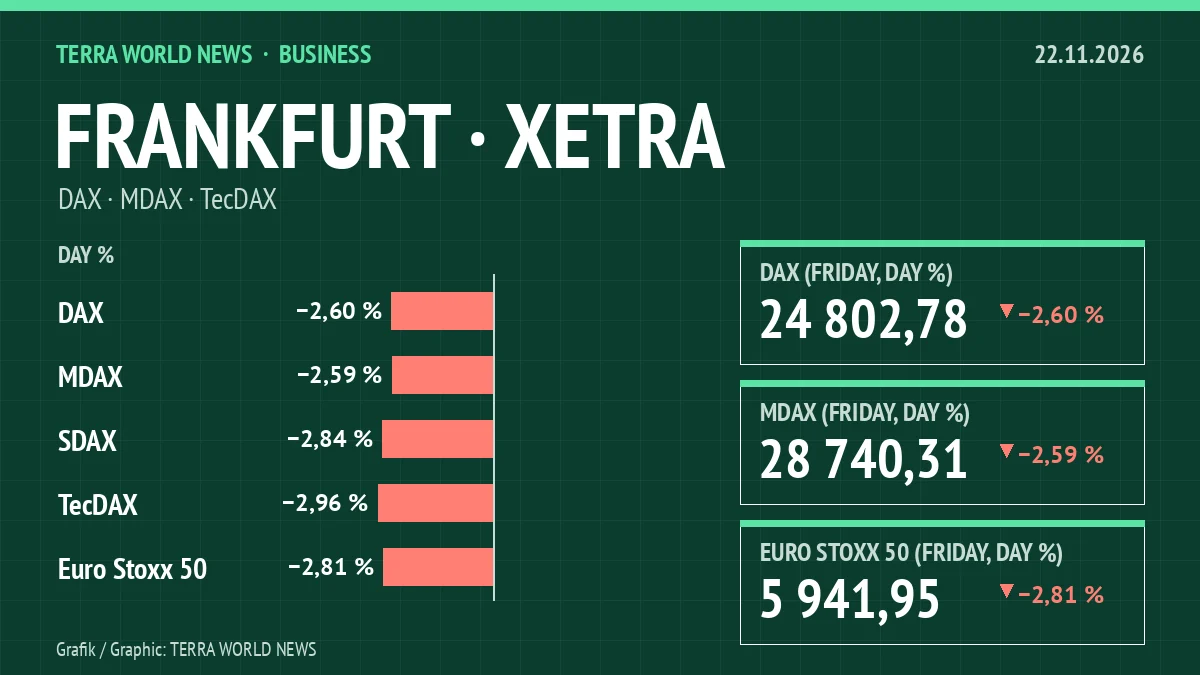 TERRA WORLD NEWS · BUSINESS
22.11.2026
FRANKFURT · XETRA
DAX · MDAX · TecDAX
DAY %
DAX −2,60 %
MDAX −2,59 %
SDAX −2,84 %
TecDAX −2,96 %
Euro Stoxx 50 −2,81 %
DAX (FRIDAY, DAY %)
24 802,78 ▼−2,60 %
MDAX (FRIDAY, DAY %)
28 740,31 ▼−2,59 %
EURO STOXX 50 (FRIDAY, DAY %)
5 941,95 ▼−2,81 %
Grafik / Graphic: TERRA WORLD NEWS